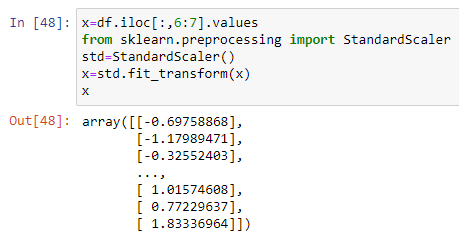 In [48]: x=df.iloc[:,6:7].values
from sklearn.preprocessing import StandardScaler
std=StandardScaler()
x=std.fit_transform(x)
x
Out[48]: array([[-0.69758868],
[-1.17989471],
[-0.32552403],
...,
[ 1.01574608],
[ 0.77229637],
[ 1.83336964]])